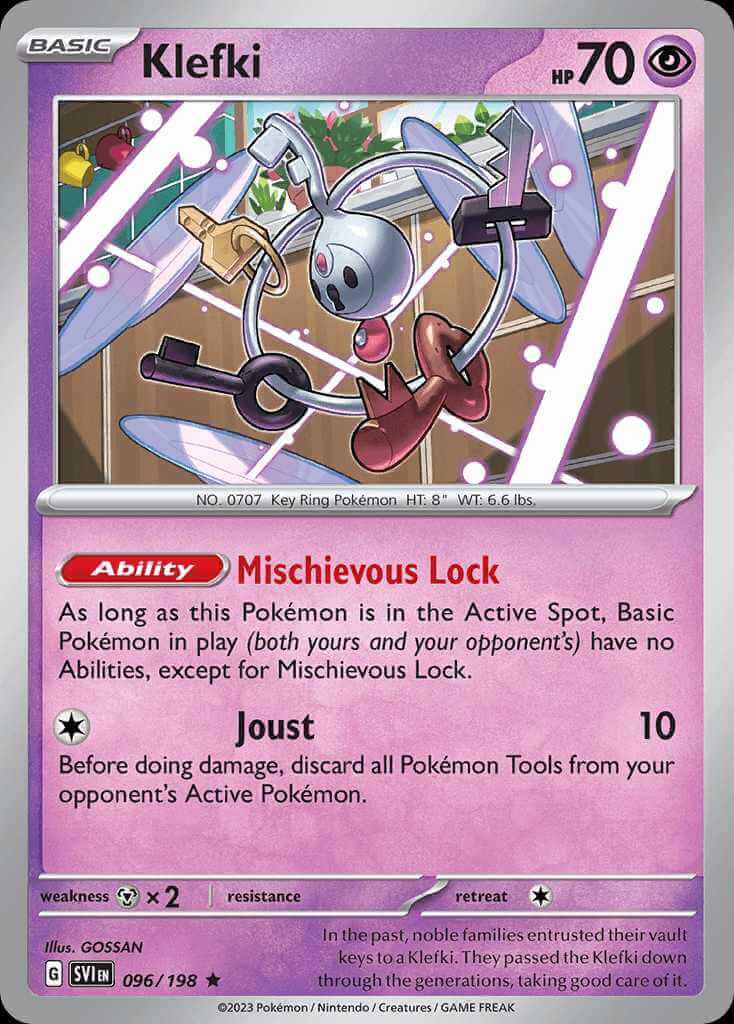 BASIC
Klefki
HP 70
NO. 0707 Key Ring Pokémon HT: 8" WT: 6.6 lbs.
Ability Mischievous Lock
As long as this Pokémon is in the Active Spot, Basic
Pokémon in play (both yours and your opponent's) have no
Abilities, except for Mischievous Lock.
Joust 10
Before doing damage, discard all Pokémon Tools from your
opponent's Active Pokémon.
weakness ×2 resistance retreat
Illus. GOSSAN
G SVI EN 096/198 ★
In the past, noble families entrusted their vault
keys to a Klefki. They passed the Klefki down
through the generations, taking good care of it.
©2023 Pokémon / Nintendo / Creatures / GAME FREAK